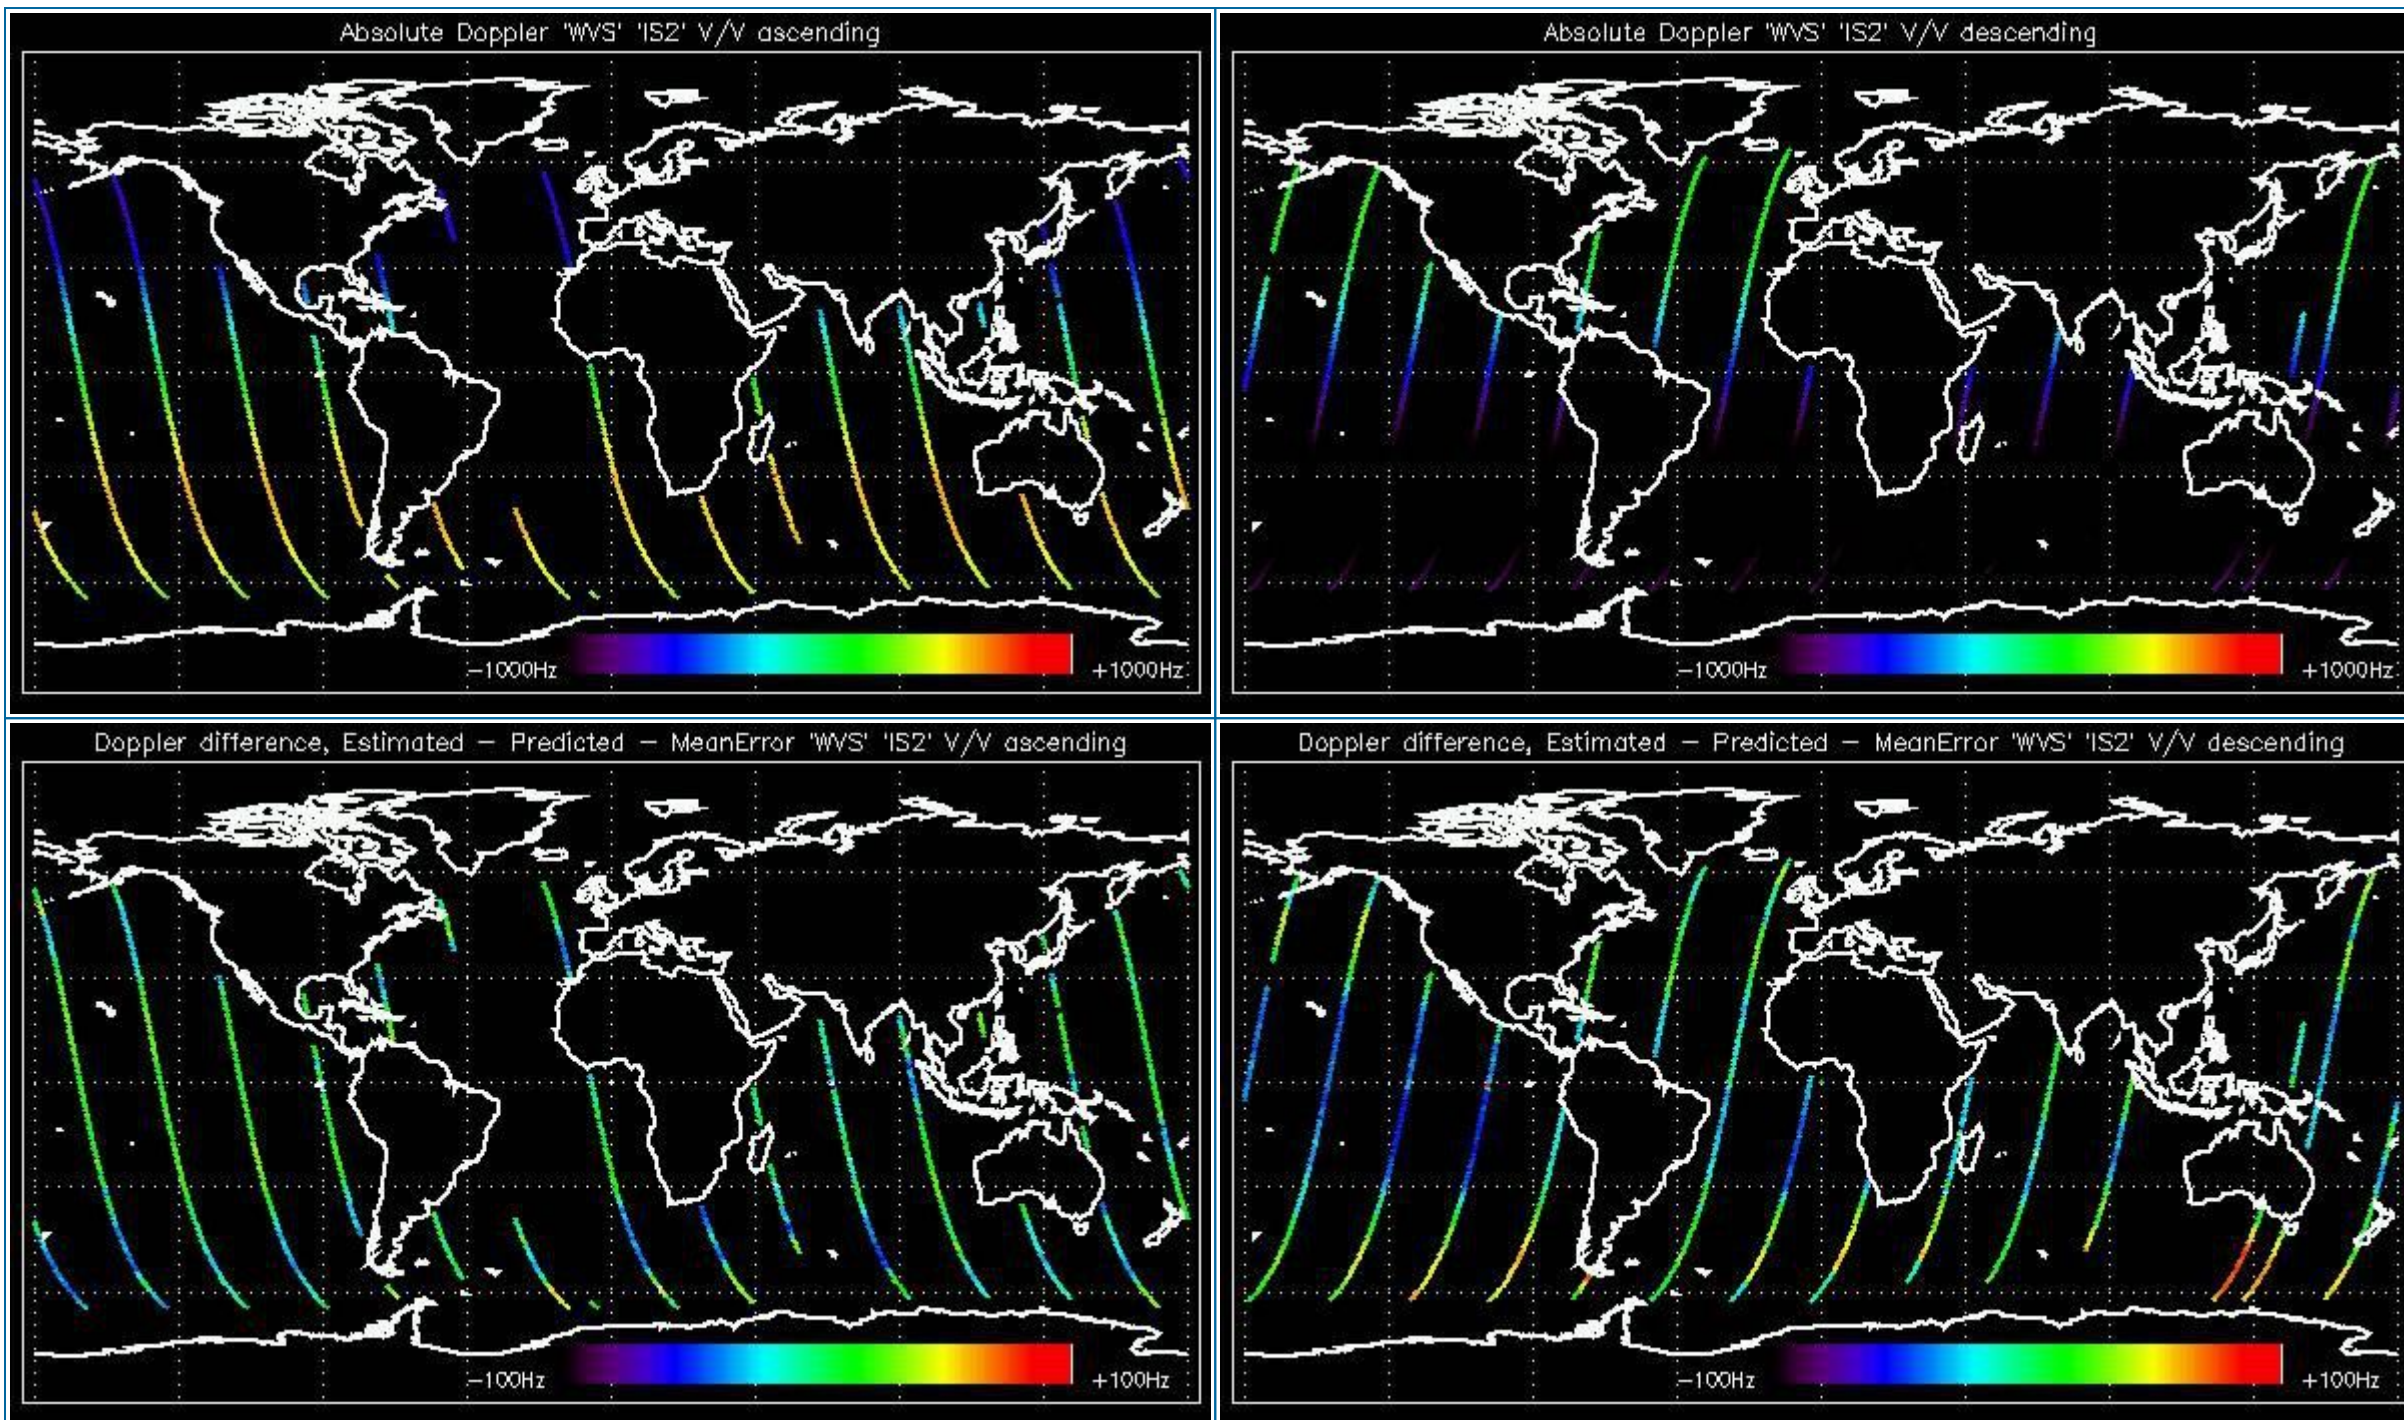 Absolute Doppler 'WVS' 'IS2' V/V ascending
-1000Hz
+1000Hz
Absolute Doppler 'WVS' 'IS2' V/V descending
-1000Hz
+1000Hz
Doppler difference, Estimated - Predicted - MeanError 'WVS' 'IS2' V/V ascending
-100Hz
+100Hz
Doppler difference, Estimated - Predicted - MeanError 'WVS' 'IS2' V/V descending
-100Hz
+100Hz